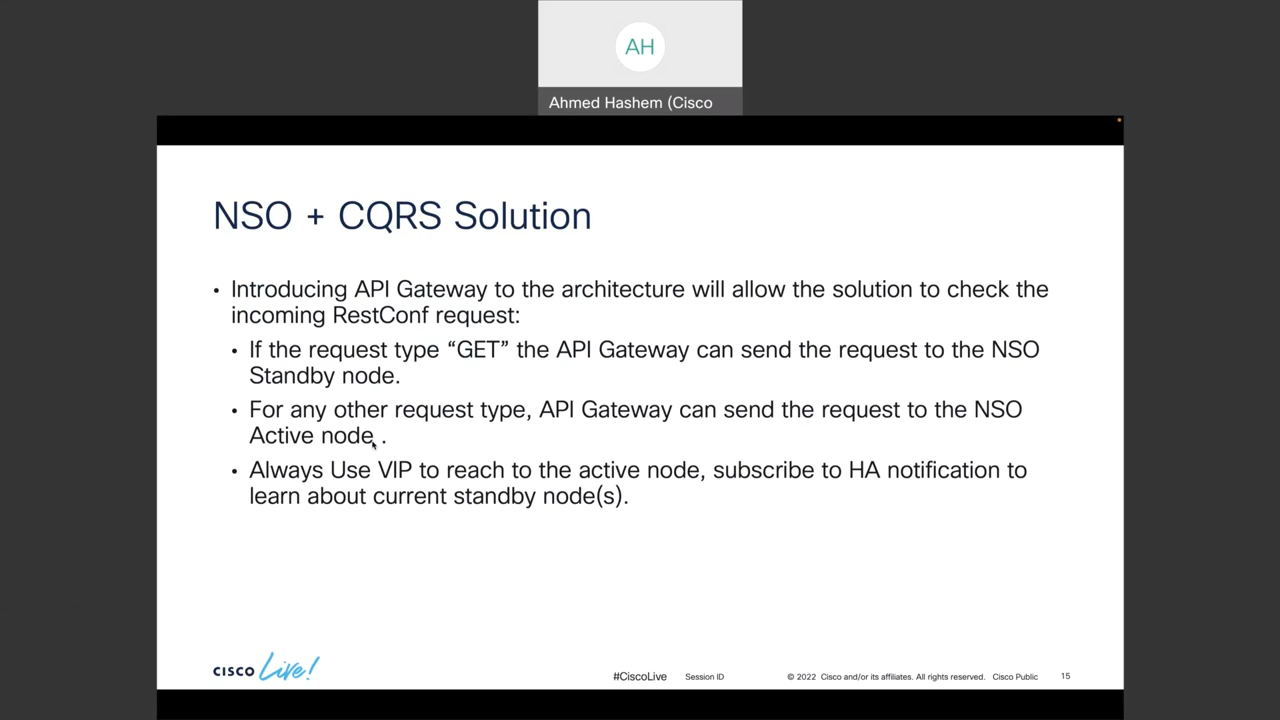 AH
Ahmed Hashem (Cisco
NSO + CQRS Solution
• Introducing API Gateway to the architecture will allow the solution to check the
incoming RestConf request:
• If the request type “GET” the API Gateway can send the request to the NSO
Standby node.
• For any other request type, API Gateway can send the request to the NSO
Active node .
• Always Use VIP to reach to the active node, subscribe to HA notification to
learn about current standby node(s).
CISCO Live!
#CiscoLive
Session ID
© 2022 Cisco and/or its affiliates. All rights reserved. Cisco Public
15